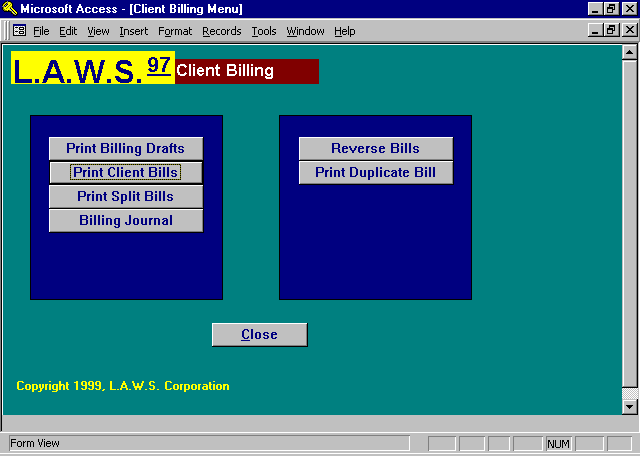 Microsoft Access - [Client Billing Menu]
File Edit View Insert Format Records Tools Window Help
L.A.W.S. 97 Client Billing
Print Billing Drafts
Print Client Bills
Print Split Bills
Billing Journal
Reverse Bills
Print Duplicate Bill
Close
Copyright 1999, L.A.W.S. Corporation
Form View NUM